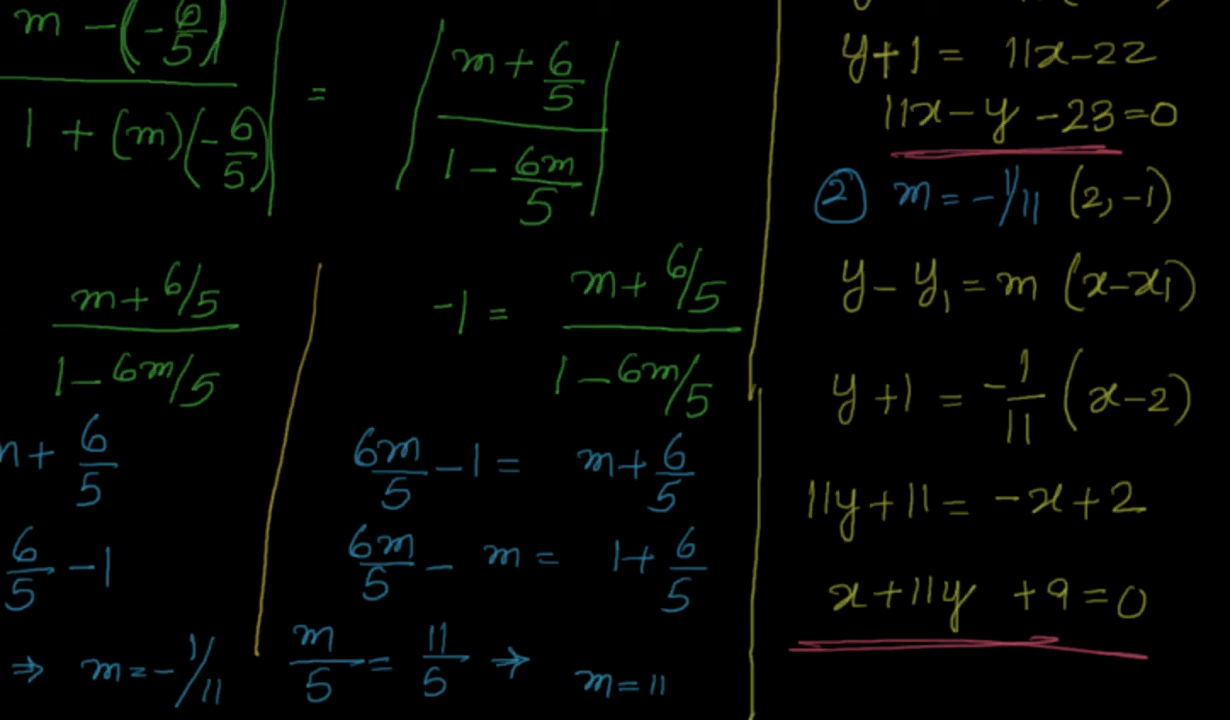 m - (-6/5)
1 + (m)(-6/5)
=
m + 6/5
1 - 6m/5
m + 6/5
1 - 6m/5
-1 = m + 6/5
1 - 6m/5
m + 6/5
6/5 - 1
⇒ m = -1/11
6m/5 - 1 = m + 6/5
6m/5 - m = 1 + 6/5
m/5 = 11/5 ⇒ m = 11
y + 1 = 11x - 22
11x - y - 23 = 0
② m = -1/11 (2, -1)
y - y₁ = m (x - x₁)
y + 1 = -1/11 (x - 2)
11y + 11 = -x + 2
x + 11y + 9 = 0